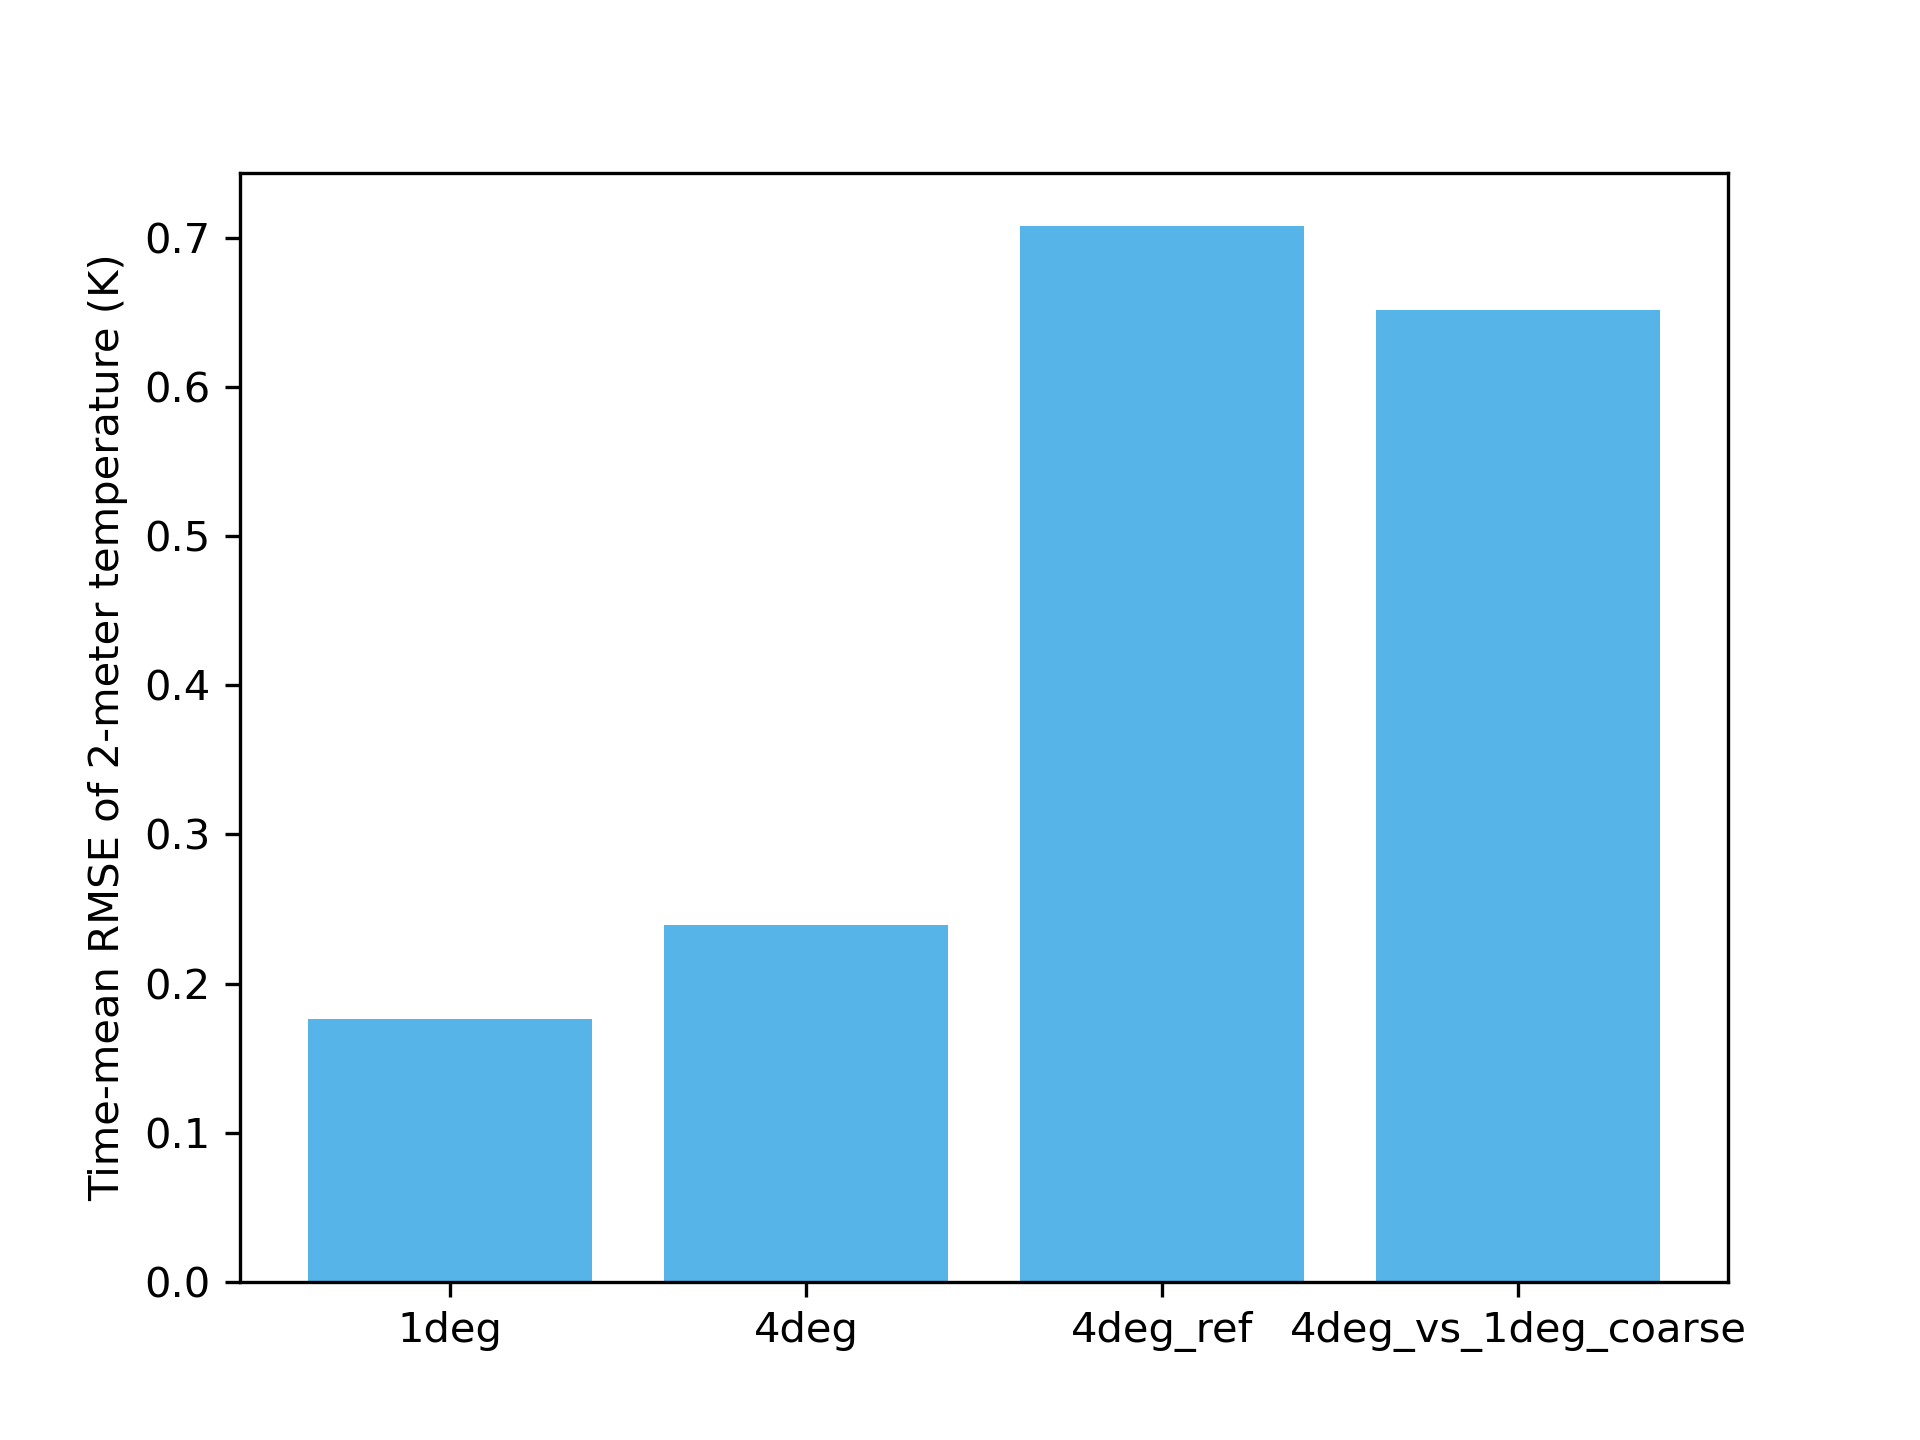 Time-mean RMSE of 2-meter temperature (K)
0.7
0.6
0.5
0.4
0.3
0.2
0.1
0.0
1deg
4deg
4deg_ref
4deg_vs_1deg_coarse